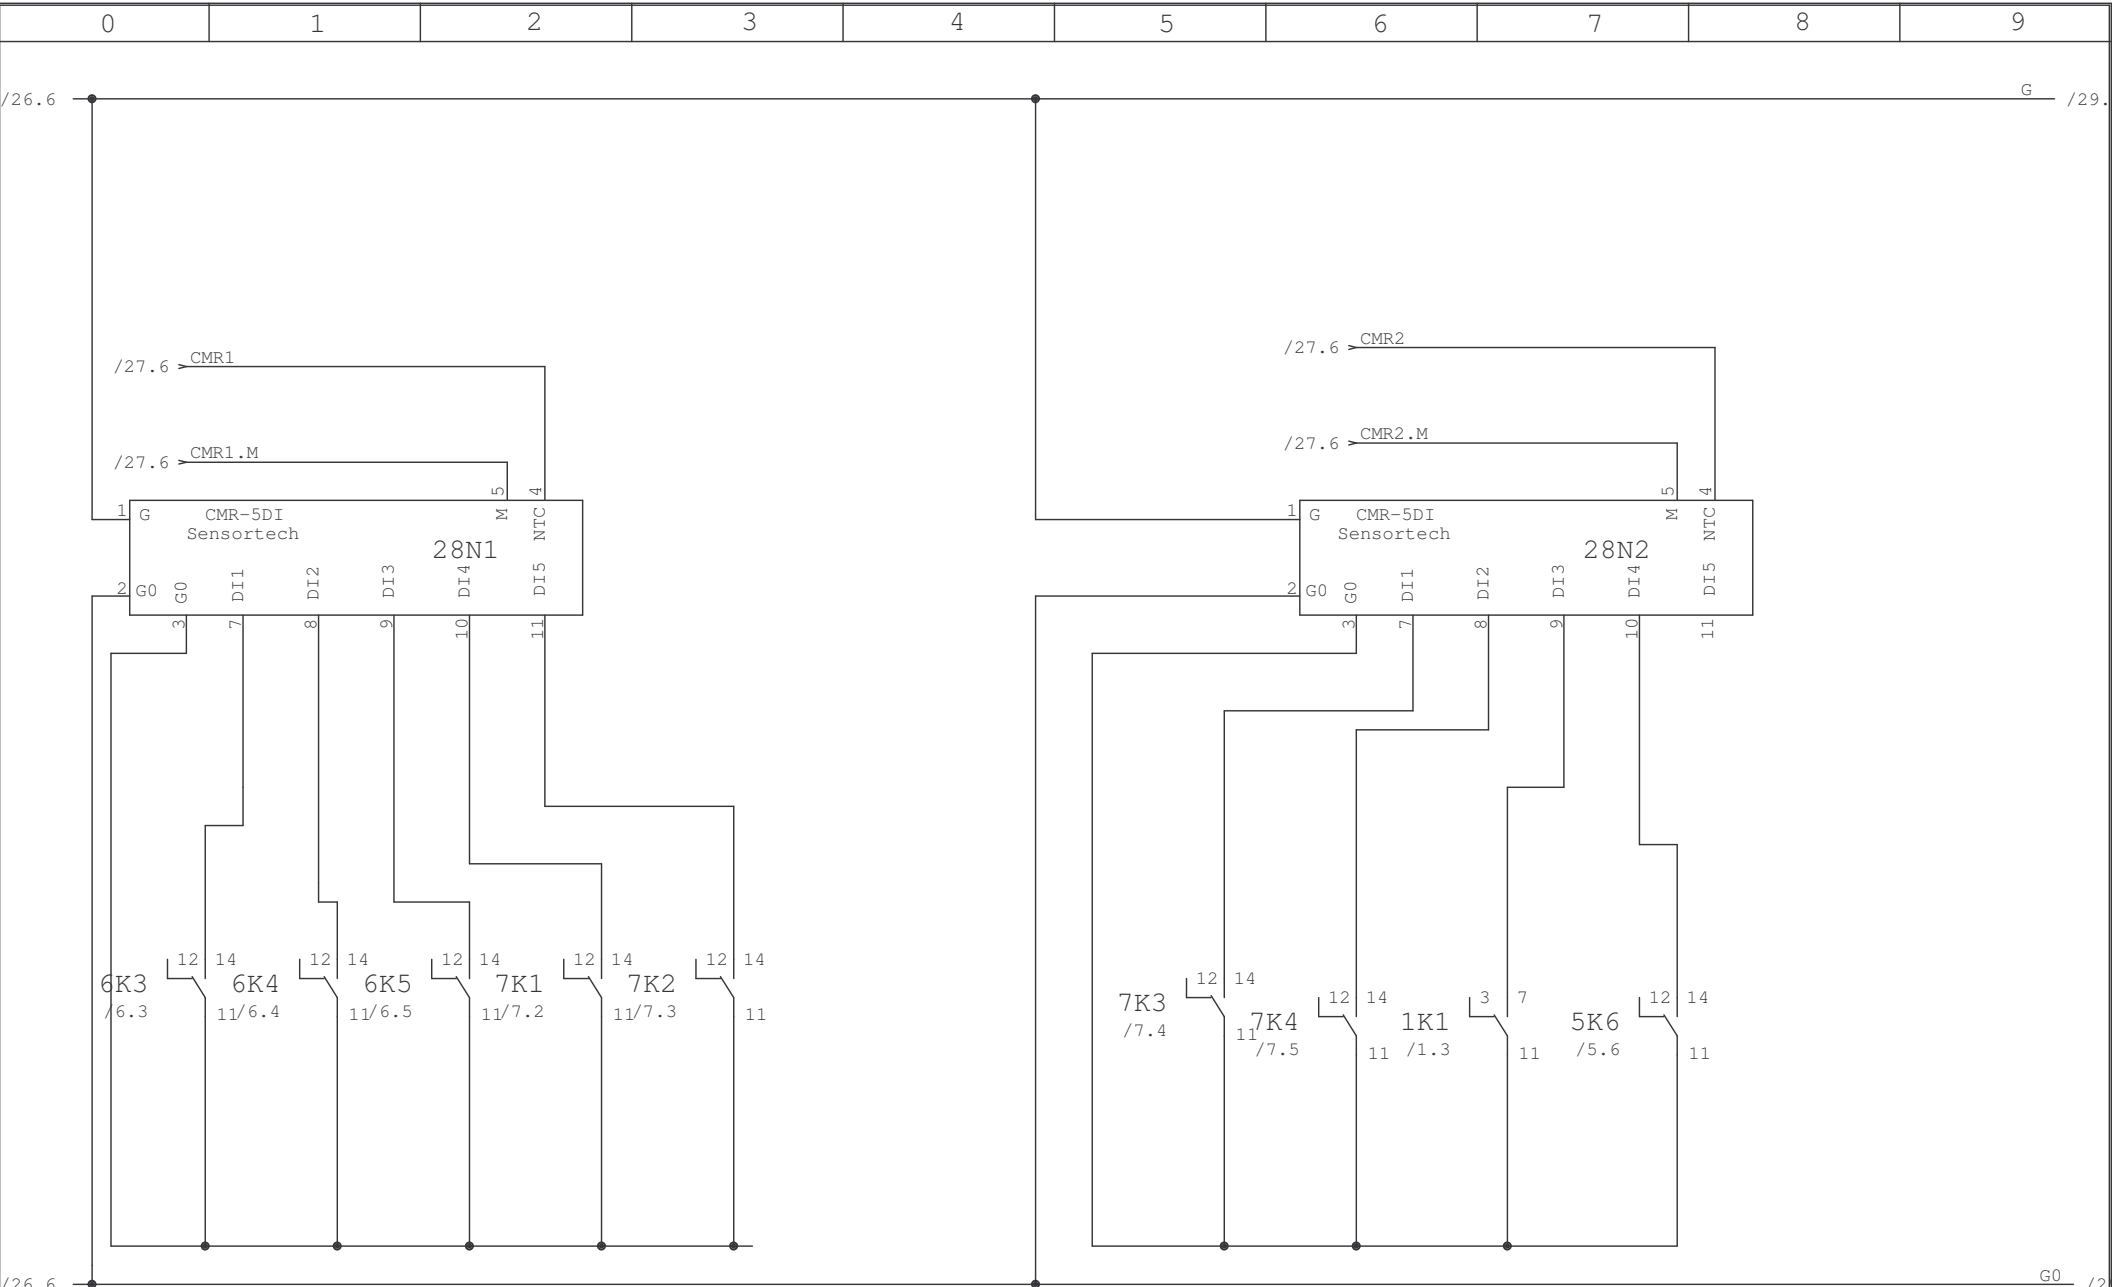 0 1 2 3 4 5 6 7 8 9
/26.6 G /29.
CMR2
/27.6
CMR1
/27.6
CMR2.M
/27.6
CMR1.M
/27.6
5 4 5 4
1 G CMR-5DI M NTC 1 G CMR-5DI M NTC
Sensortech Sensortech
28N1 28N2
2 G0 G0 DI1 DI2 DI3 DI4 DI5 2 G0 G0 DI1 DI2 DI3 DI4 DI5
3 7 8 9 10 11 3 7 8 9 10 11
12 14 12 14 12 14 12 14 12 14
6K3 6K4 6K5 7K1 7K2
/6.3 11/6.4 11/6.5 11/7.2 11/7.3 11
12 14
7K3
/7.4 11
12 14 3 7 12 14
7K4 1K1 5K6
/7.5 11 /1.3 11 /5.6 11
/26.6 G0